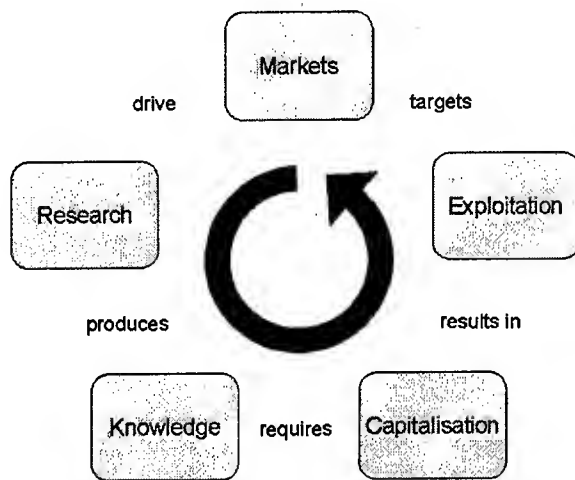 Markets
drive
targets
Research
Exploitation
produces
results in
Knowledge
requires
Capitalisation